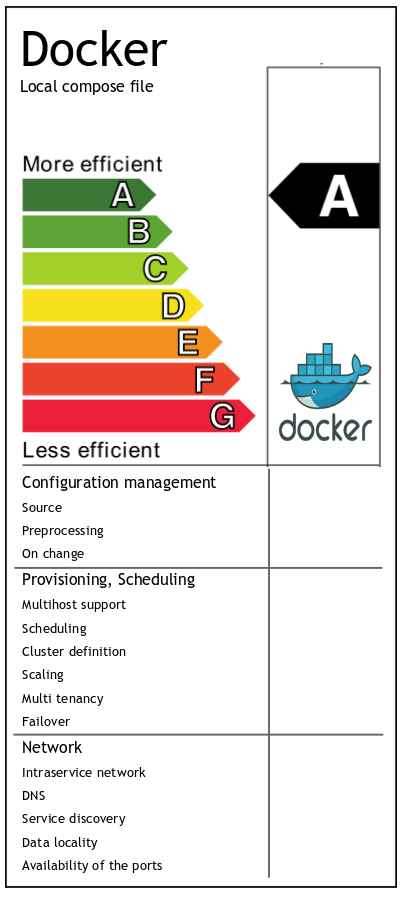 Docker
Local compose file
More efficient
A
A
B
C
D
E
F
G
docker
Less efficient
Configuration management
Source
Preprocessing
On change
Provisioning, Scheduling
Multihost support
Scheduling
Cluster definition
Scaling
Multi tenancy
Failover
Network
Intraservice network
DNS
Service discovery
Data locality
Availability of the ports